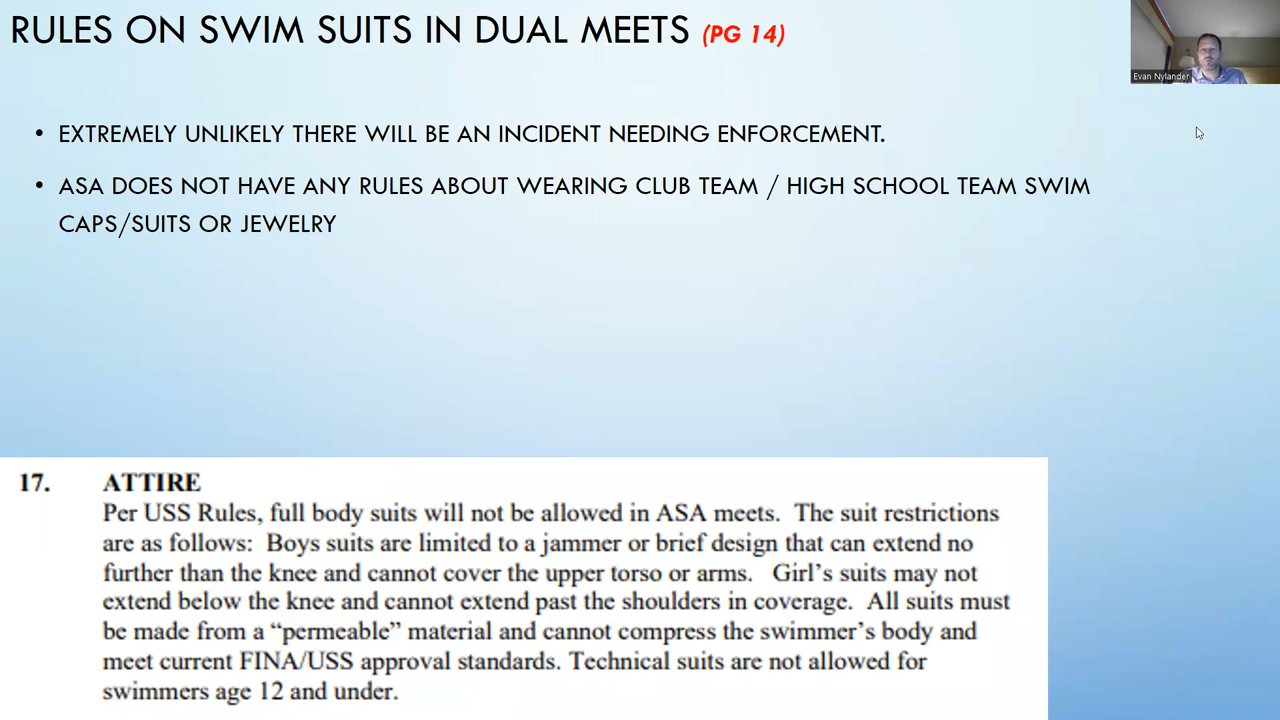 RULES ON SWIM SUITS IN DUAL MEETS (PG 14)
Evan Nylander
• EXTREMELY UNLIKELY THERE WILL BE AN INCIDENT NEEDING ENFORCEMENT.
• ASA DOES NOT HAVE ANY RULES ABOUT WEARING CLUB TEAM / HIGH SCHOOL TEAM SWIM
CAPS/SUITS OR JEWELRY
17. ATTIRE
Per USS Rules, full body suits will not be allowed in ASA meets. The suit restrictions
are as follows: Boys suits are limited to a jammer or brief design that can extend no
further than the knee and cannot cover the upper torso or arms. Girl’s suits may not
extend below the knee and cannot extend past the shoulders in coverage. All suits must
be made from a “permeable” material and cannot compress the swimmer’s body and
meet current FINA/USS approval standards. Technical suits are not allowed for
swimmers age 12 and under.